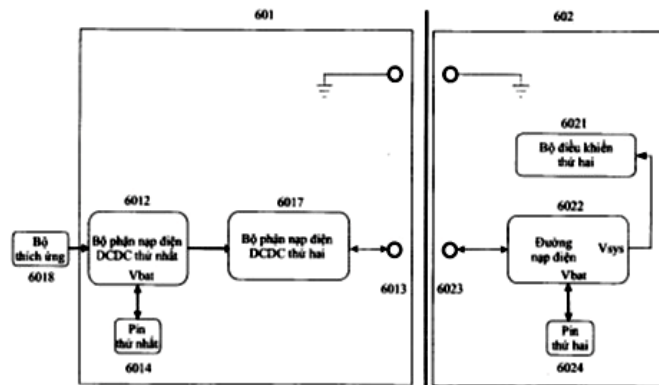 601
602
6021
Bộ điều khiển
thứ hai
6012
6017
6022
Bộ
thích ứng
6018
Bộ phận nạp điện
DCDC thứ nhất
Vbat
Bộ phận nạp điện
DCDC thứ hai
6013
6023
Đường
nạp điện
Vsys
Vbat
Pin
thứ nhất
6014
Pin
thứ hai
6024